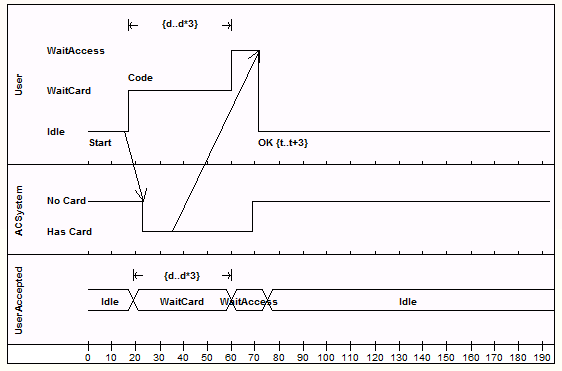 {d..d*3}
WaitAccess
Code
WaitCard
Idle
Start
OK {t..t+3}
User
No Card
Has Card
ACSystem
{d..d*3}
Idle WaitCard WaitAccess Idle
UserAccepted
0 10 20 30 40 50 60 70 80 90 100 110 120 130 140 150 160 170 180 190